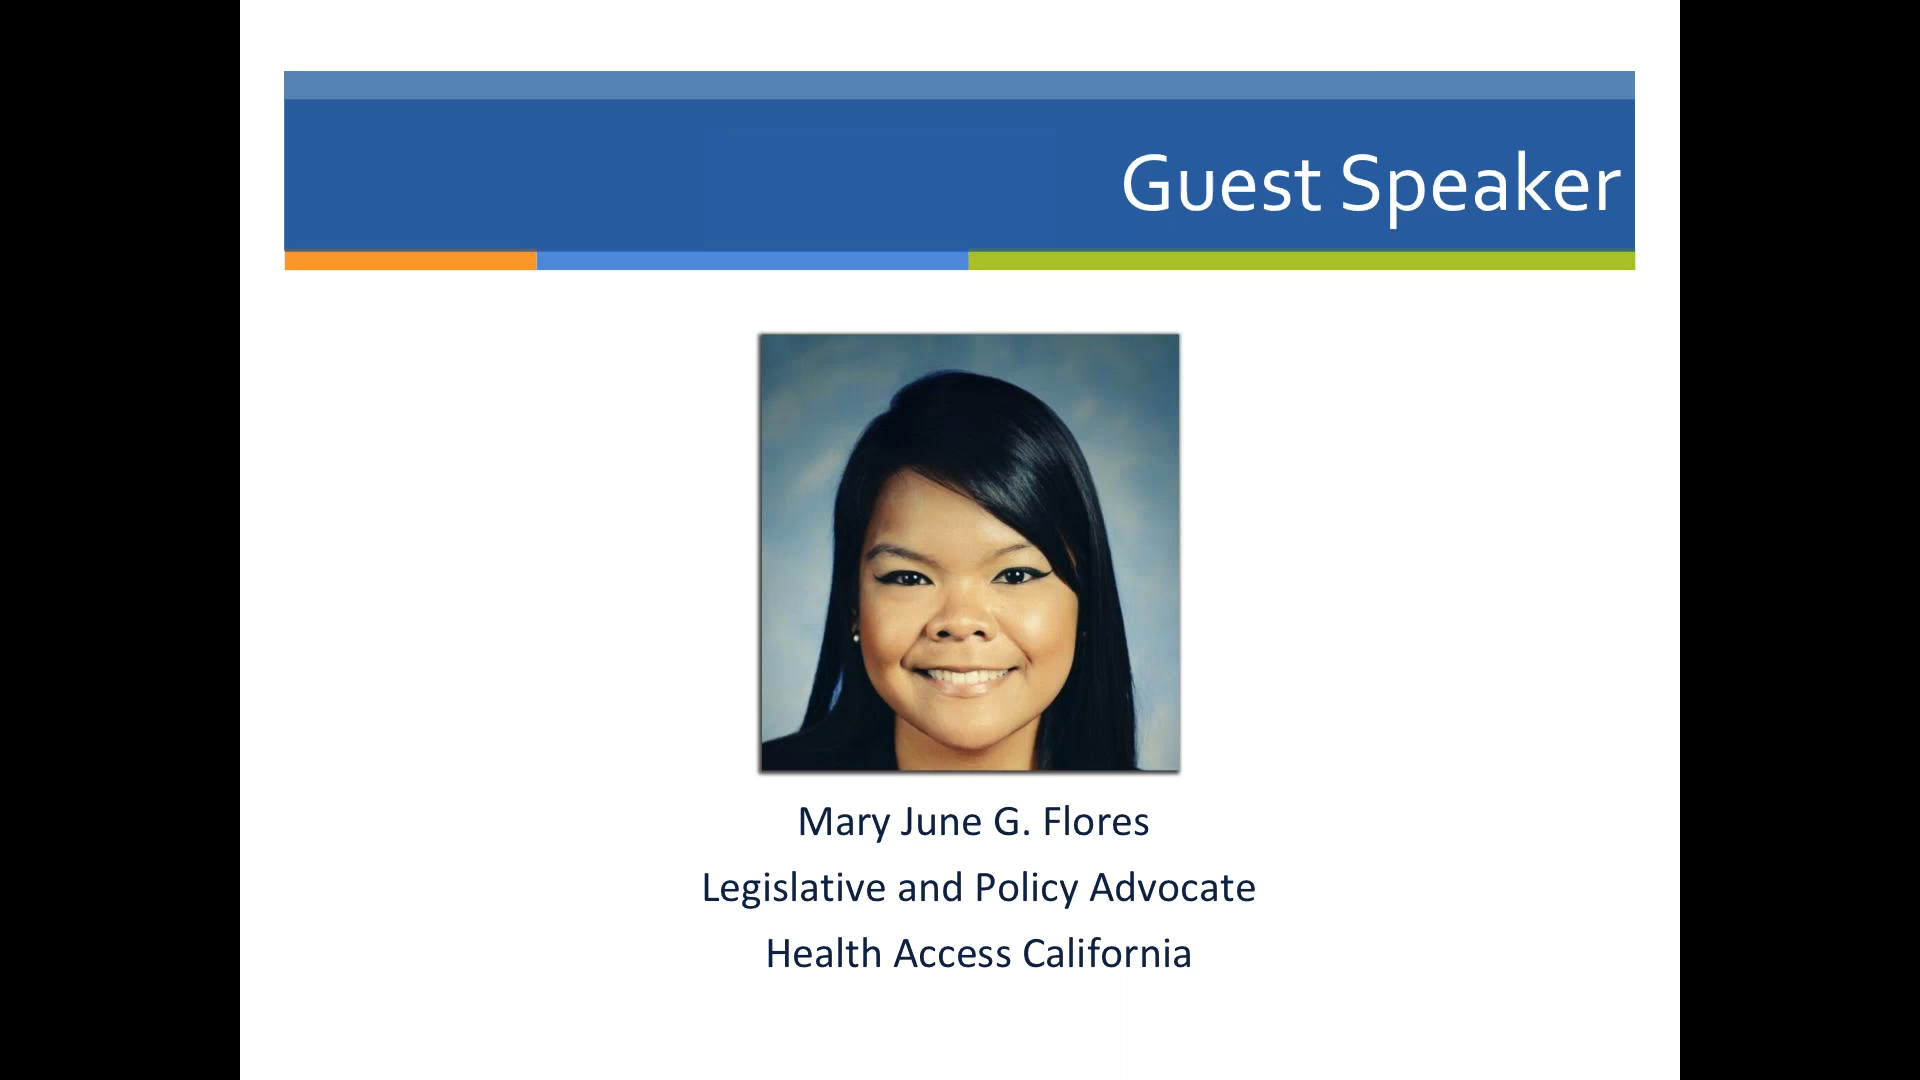 Guest Speaker
Mary June G. Flores
Legislative and Policy Advocate
Health Access California